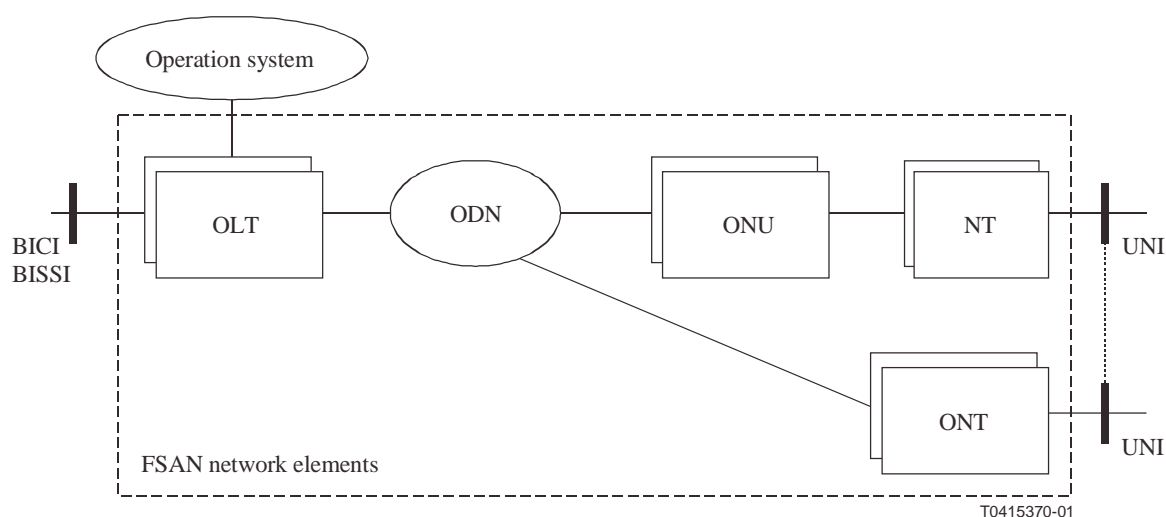 Operation system
OLT
ODN
ONU
NT
BICI
BISSI
UNI
ONT
FSAN network elements
UNI
T0415370-01